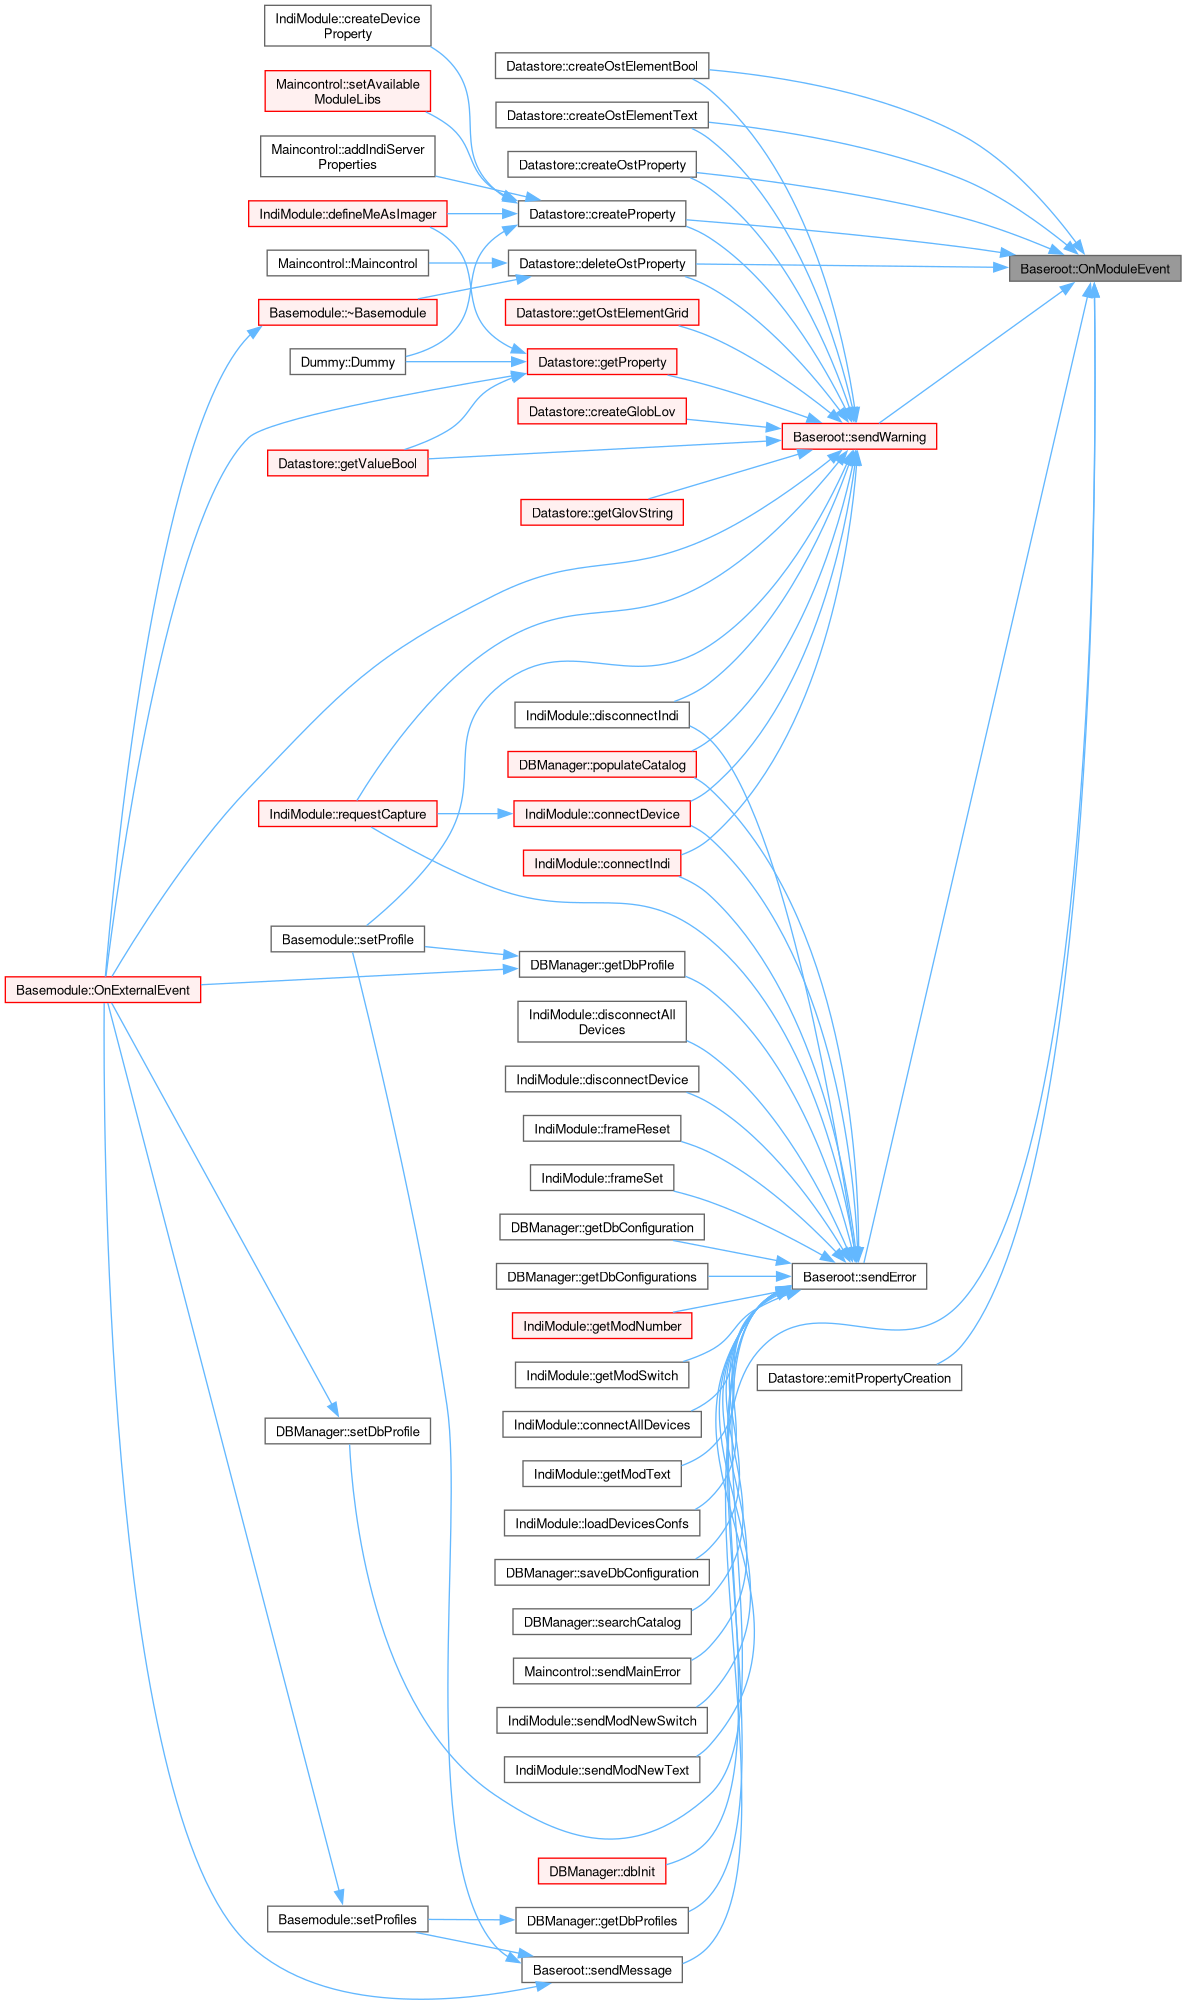 IndiModule::createDevice
Property
Maincontrol::setAvailable
ModuleLibs
Maincontrol::addIndiServer
Properties
IndiModule::defineMeAsImager
Maincontrol::Maincontrol
Basemodule::~Basemodule
Dummy::Dummy
Datastore::getValueBool
IndiModule::requestCapture
Basemodule::setProfile
Basemodule::OnExternalEvent
DBManager::setDbProfile
Basemodule::setProfiles
Datastore::createOstElementBool
Datastore::createOstElementText
Datastore::createOstProperty
Datastore::createProperty
Datastore::deleteOstProperty
Datastore::getOstElementGrid
Datastore::getProperty
Datastore::createGlobLov
Datastore::getGlovString
IndiModule::disconnectIndi
DBManager::populateCatalog
IndiModule::connectDevice
IndiModule::connectIndi
DBManager::getDbProfile
IndiModule::disconnectAll
Devices
IndiModule::disconnectDevice
IndiModule::frameReset
IndiModule::frameSet
DBManager::getDbConfiguration
DBManager::getDbConfigurations
IndiModule::getModNumber
IndiModule::getModSwitch
IndiModule::connectAllDevices
IndiModule::getModText
IndiModule::loadDevicesConfs
DBManager::saveDbConfiguration
DBManager::searchCatalog
Maincontrol::sendMainError
IndiModule::sendModNewSwitch
IndiModule::sendModNewText
DBManager::dbInit
DBManager::getDbProfiles
Baseroot::sendMessage
Baseroot::sendWarning
Baseroot::sendError
Datastore::emitPropertyCreation
Baseroot::OnModuleEvent